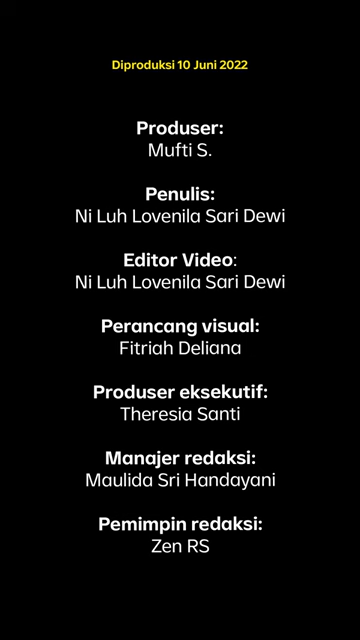 Diproduksi 10 Juni 2022
Produser:
Mufti S.
Penulis:
Ni Luh Lovenila Sari Dewi
Editor Video:
Ni Luh Lovenila Sari Dewi
Perancang visual:
Fitriah Deliana
Produser eksekutif:
Theresia Santi
Manajer redaksi:
Maulida Sri Handayani
Pemimpin redaksi:
Zen RS